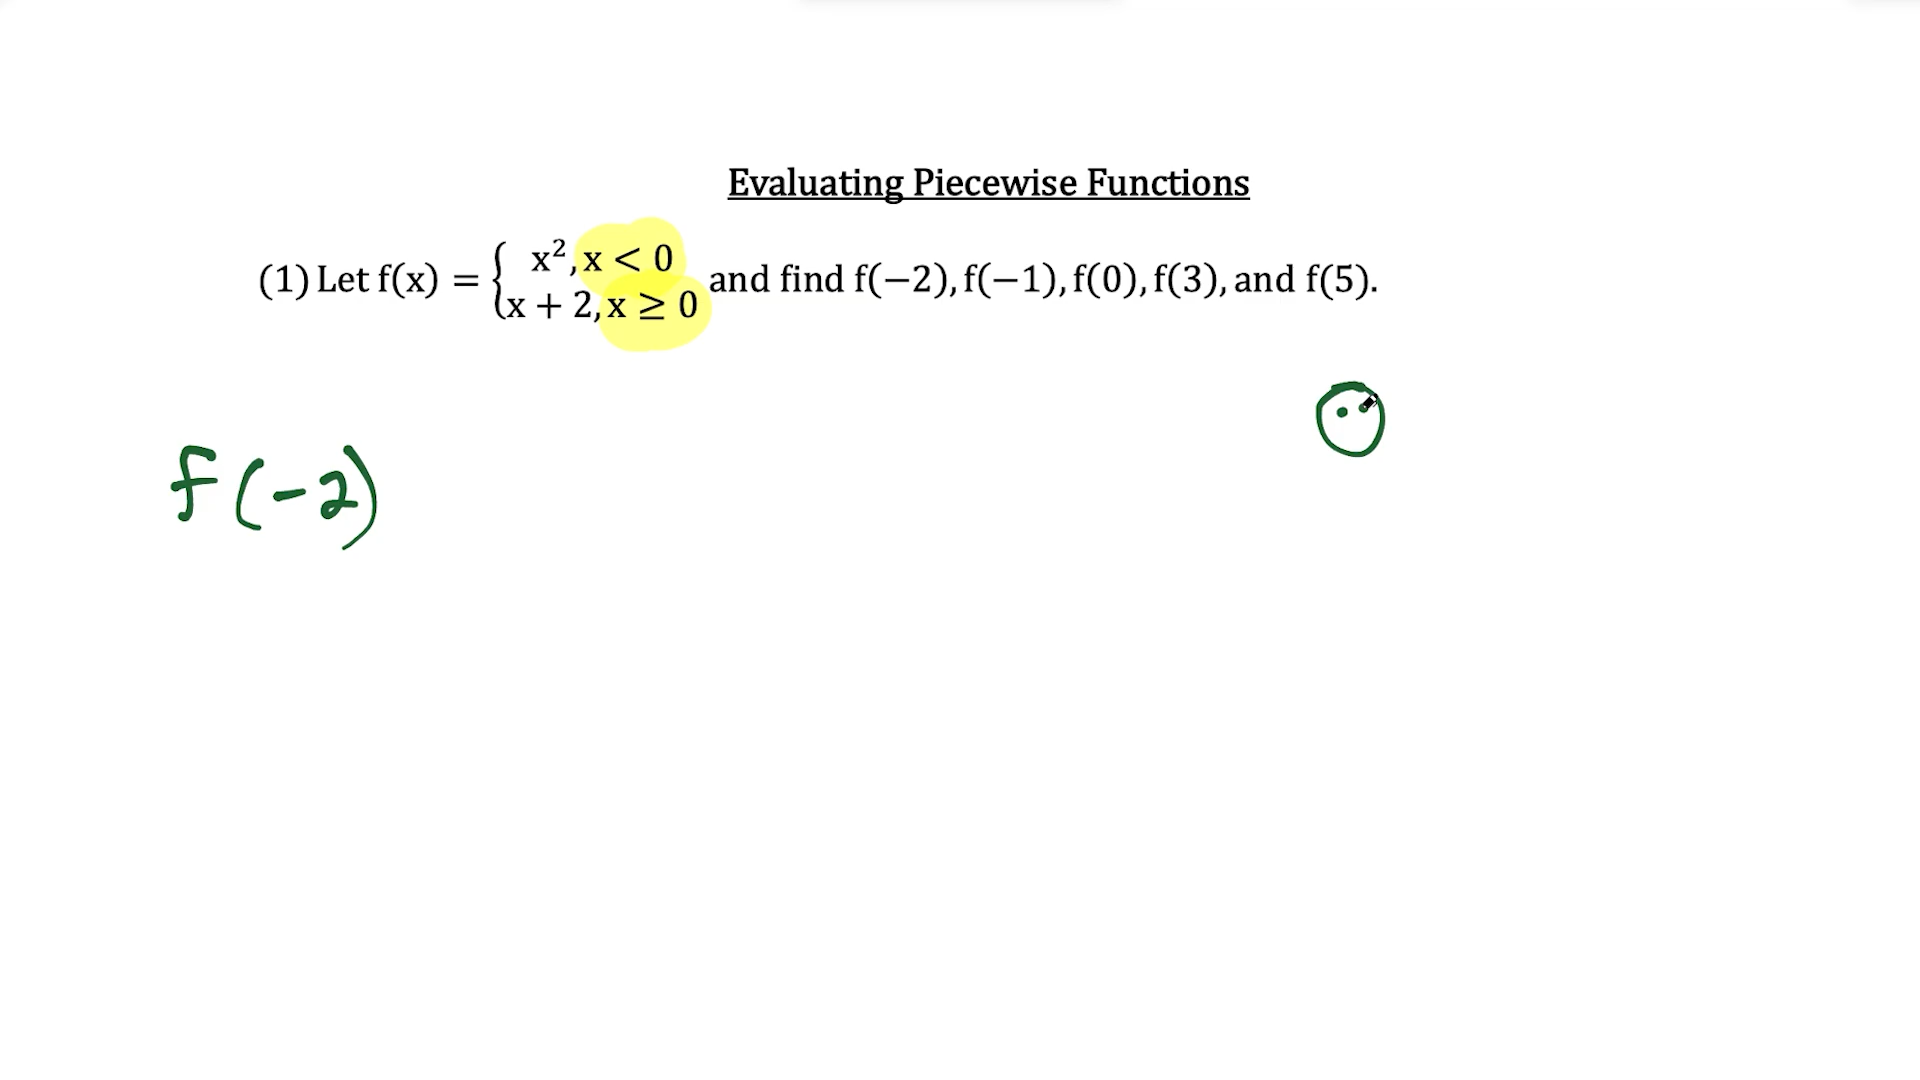 Evaluating Piecewise Functions
(1) Let f(x) = { x², x < 0
x + 2, x ≥ 0 and find f(−2), f(−1), f(0), f(3), and f(5).
f(-2)